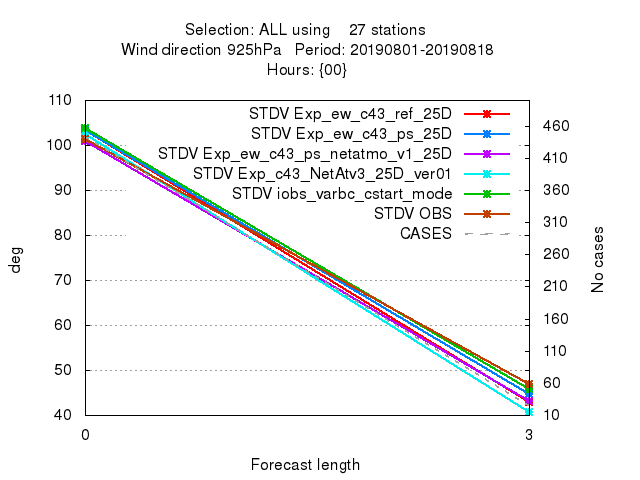 Selection: ALL using    27 stations
Wind direction 925hPa   Period: 20190801-20190818
Hours: {00}
110
100
90
80
70
60
50
40
deg
STDV Exp_ew_c43_ref_25D
STDV Exp_ew_c43_ps_25D
STDV Exp_ew_c43_ps_netatmo_v1_25D
STDV Exp_c43_NetAtv3_25D_ver01
STDV iobs_varbc_cstart_mode
STDV OBS
CASES
460
410
360
310
260
210
160
110
60
10
No cases
0 3
Forecast length